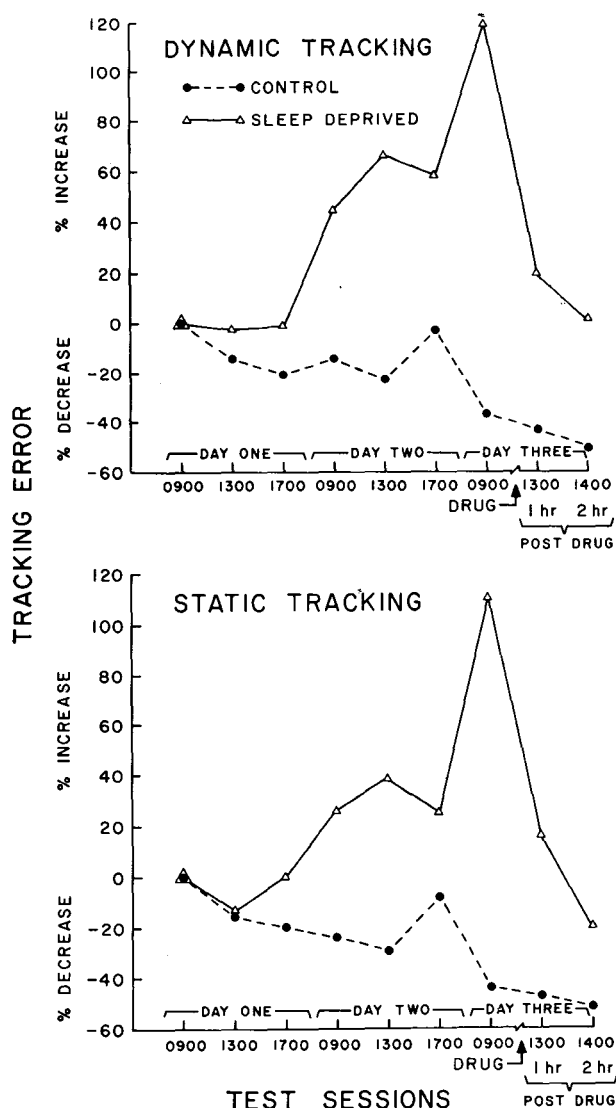 TRACKING ERROR
% INCREASE
% DECREASE
120
100
80
60
40
20
0
-20
-40
-60
DYNAMIC TRACKING
CONTROL
SLEEP DEPRIVED
DAY ONE DAY TWO DAY THREE
0900 1300 1700 0900 1300 1700 0900 1300 1400
DRUG 1 hr 2 hr
POST DRUG
% INCREASE
% DECREASE
120
100
80
60
40
20
0
-20
-40
-60
STATIC TRACKING
DAY ONE DAY TWO DAY THREE
0900 1300 1700 0900 1300 1700 0900 1300 1400
DRUG 1 hr 2 hr
POST DRUG
TEST SESSIONS